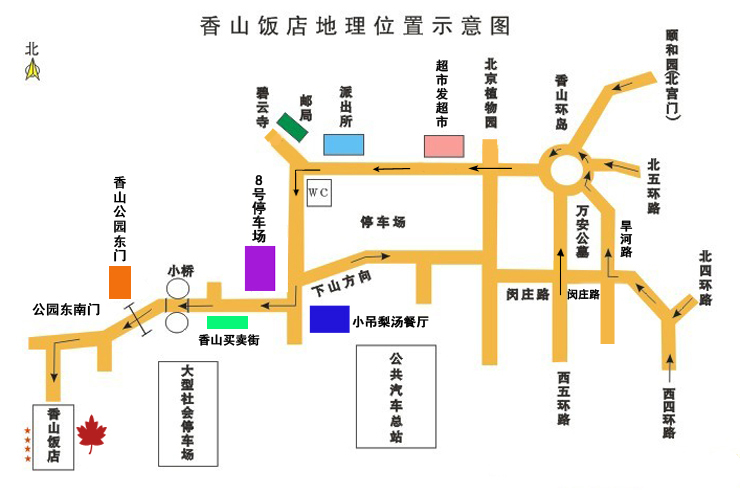 香山饭店地理位置示意图
北
颐和园(北宫门)
香山环岛
北京植物园
超市发超市
派出所
邮局
碧云寺
北五环路
WC
8号停车场
香山公园东门
停车场
万安公墓
旱河路
北四环路
小桥
下山方向
闵庄路
闵庄路
公园东南门
香山买卖街
小吊梨汤餐厅
公共汽车总站
大型社会停车场
西五环路
西四环路
香山饭店